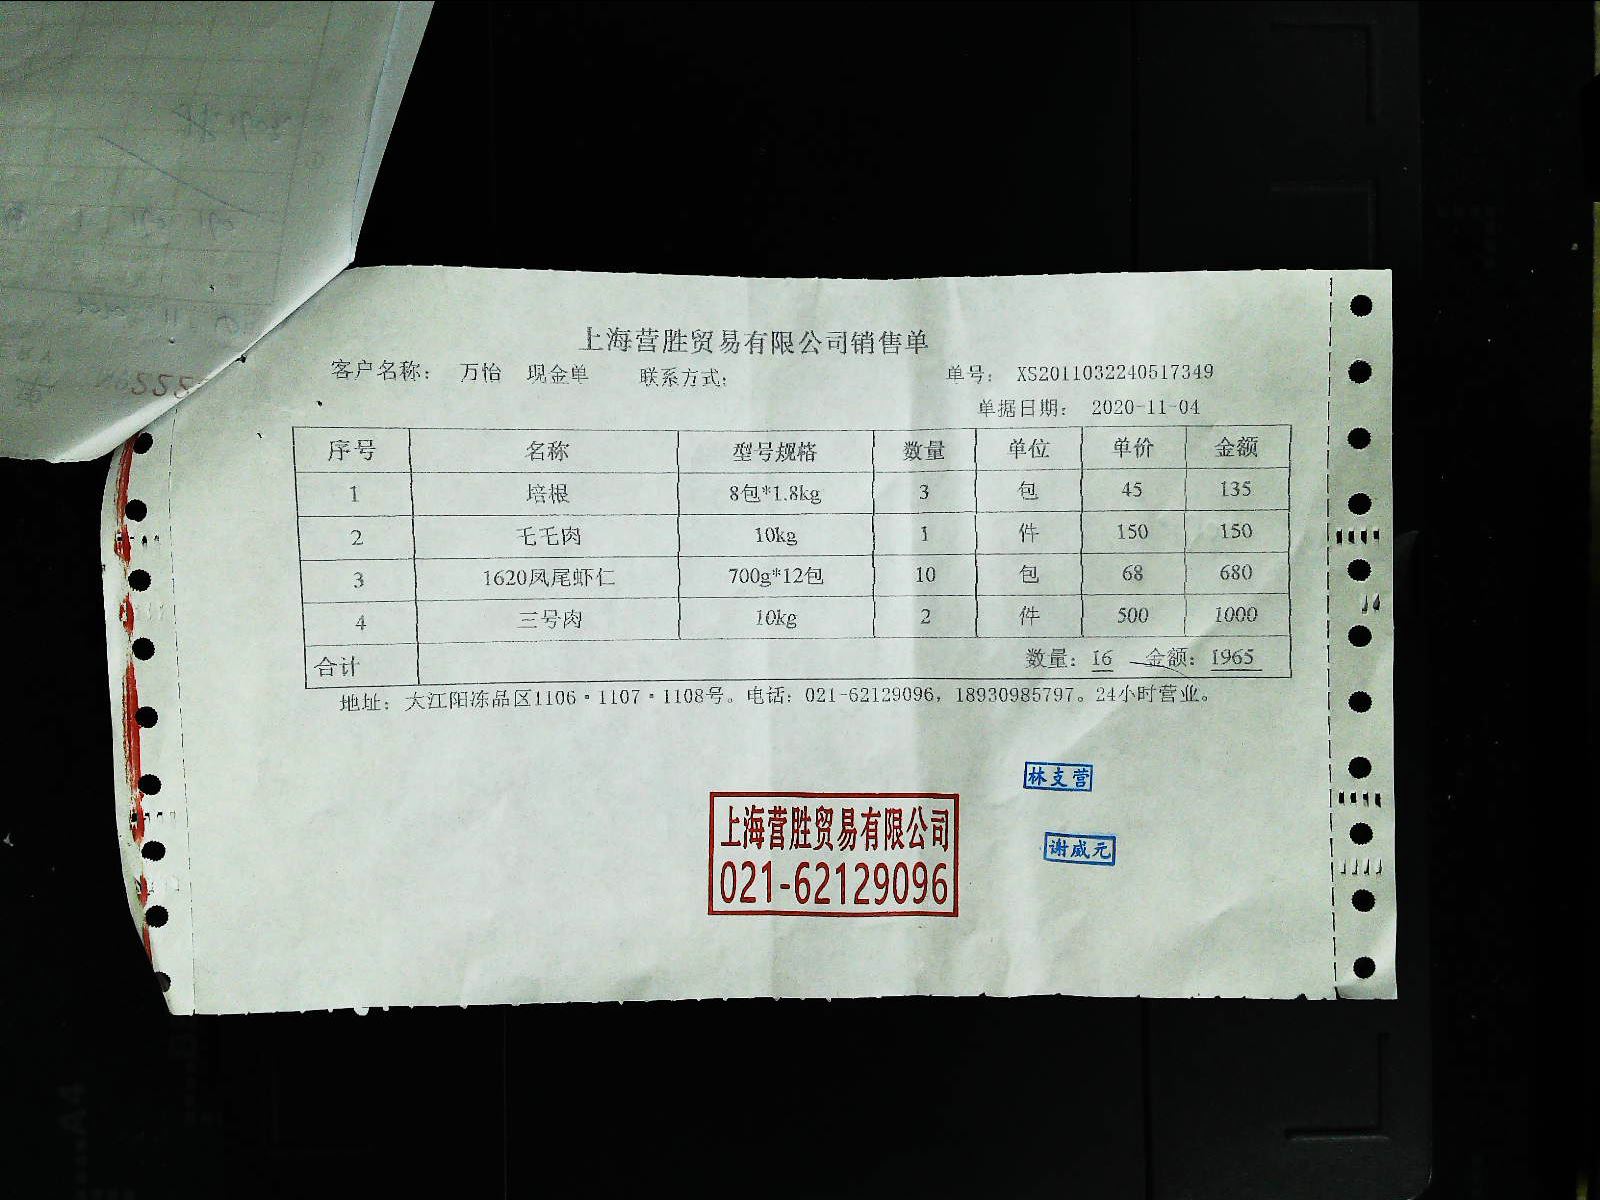 上海营胜贸易有限公司销售单
客户名称： 万怡 现金单 联系方式： 单号： XS2011032240517349
单据日期： 2020-11-04
序号 名称 型号规格 数量 单位 单价 金额
1 培根 8包*1.8kg 3 包 45 135
2 毛毛肉 10kg 1 件 150 150
3 1620凤尾虾仁 700g*12包 10 包 68 680
4 三号肉 10kg 2 件 500 1000
合计 数量：16 金额：1965
地址： 大江阳冻品区1106·1107·1108号。电话：021-62129096，18930985797。24小时营业。
林支营
上海营胜贸易有限公司
021-62129096
谢威元
A4